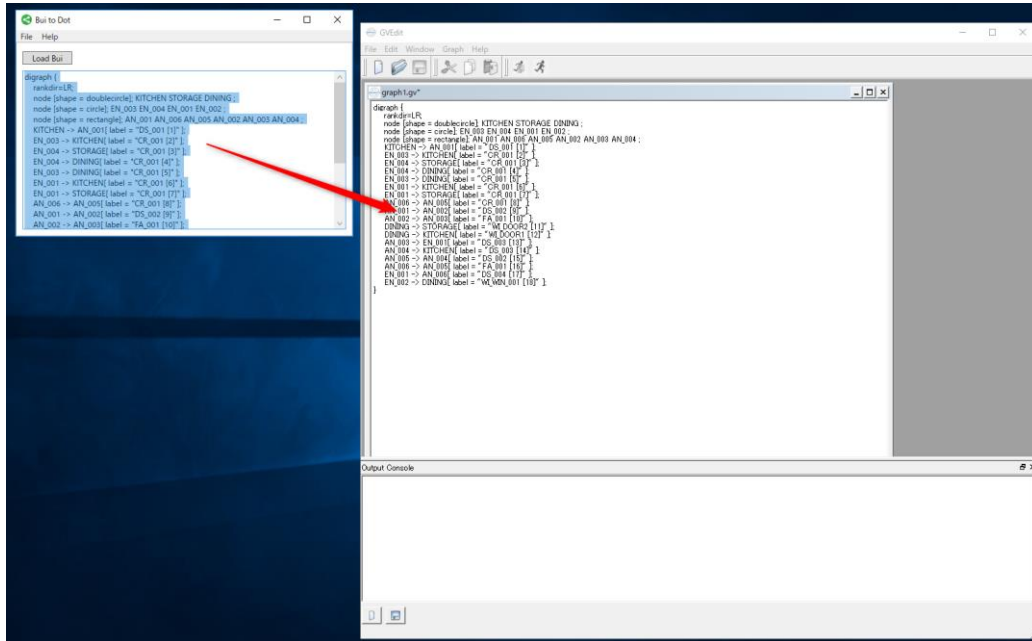 Bui to Dot
File Help
Load Bui
digraph {
rankdir=LR;
node [shape = doublecircle]; KITCHEN STORAGE DINING ;
node [shape = circle]; EN_003 EN_004 EN_001 EN_002 ;
node [shape = rectangle]; AN_001 AN_006 AN_005 AN_002 AN_003 AN_004 ;
KITCHEN -> AN_001[ label = "DS_001 [1]" ];
EN_003 -> KITCHEN[ label = "CR_001 [2]" ];
EN_004 -> STORAGE[ label = "CR_001 [3]" ];
EN_004 -> DINING[ label = "CR_001 [4]" ];
EN_003 -> DINING[ label = "CR_001 [5]" ];
EN_001 -> KITCHEN[ label = "CR_001 [6]" ];
EN_001 -> STORAGE[ label = "CR_001 [7]" ];
AN_006 -> AN_005[ label = "CR_001 [8]" ];
AN_001 -> AN_002[ label = "DS_002 [9]" ];
AN_002 -> AN_003[ label = "FA_001 [10]" ];
GVEdit
File Edit Window Graph Help
graph1.gv*
digraph {
rankdir=LR;
node [shape = doublecircle]; KITCHEN STORAGE DINING ;
node [shape = circle]; EN_003 EN_004 EN_001 EN_002 ;
node [shape = rectangle]; AN_001 AN_006 AN_005 AN_002 AN_003 AN_004 ;
KITCHEN -> AN_001[ label = "DS_001 [1]" ];
EN_003 -> KITCHEN[ label = "CR_001 [2]" ];
EN_004 -> STORAGE[ label = "CR_001 [3]" ];
EN_004 -> DINING[ label = "CR_001 [4]" ];
EN_003 -> DINING[ label = "CR_001 [5]" ];
EN_001 -> KITCHEN[ label = "CR_001 [6]" ];
EN_001 -> STORAGE[ label = "CR_001 [7]" ];
AN_006 -> AN_005[ label = "CR_001 [8]" ];
_001 -> AN_002[ label = "DS_002 [9]" ];
AN_002 -> AN_003[ label = "FA_001 [10]" ];
DINING -> STORAGE[ label = "WI_DOOR2 [11]" ];
DINING -> KITCHEN[ label = "WI_DOOR1 [12]" ];
AN_003 -> EN_001[ label = "DS_003 [13]" ];
AN_004 -> KITCHEN[ label = "DS_003 [14]" ];
AN_005 -> AN_004[ label = "DS_002 [15]" ];
AN_006 -> AN_005[ label = "FA_001 [16]" ];
EN_001 -> AN_006[ label = "DS_004 [17]" ];
EN_002 -> DINING[ label = "WI_WIN_001 [18]" ];
}
Output Console